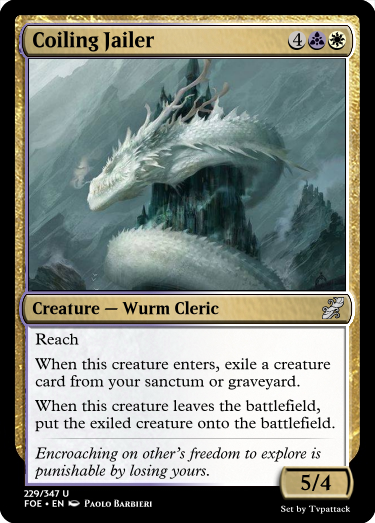 Coiling Jailer 4
Creature — Wurm Cleric
Reach
When this creature enters, exile a creature
card from your sanctum or graveyard.
When this creature leaves the battlefield,
put the exiled creature onto the battlefield.
Encroaching on other's freedom to explore is
punishable by losing yours.
5/4
229/347 U
FOE • EN Paolo Barbieri
Set by Tvpattack